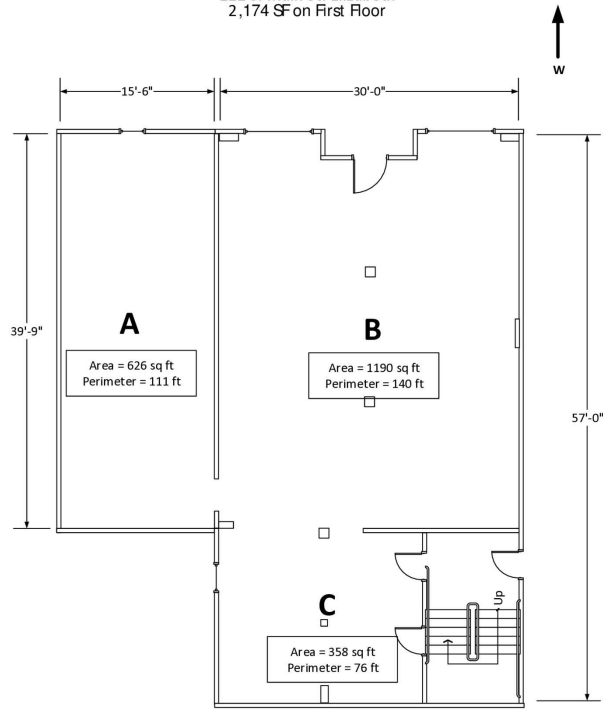 2,174 SF on First Floor
W
15'-6"
30'-0"
39'-9"
A
B
Area = 626 sq ft
Perimeter = 111 ft
Area = 1190 sq ft
Perimeter = 140 ft
57'-0"
Up
C
Area = 358 sq ft
Perimeter = 76 ft